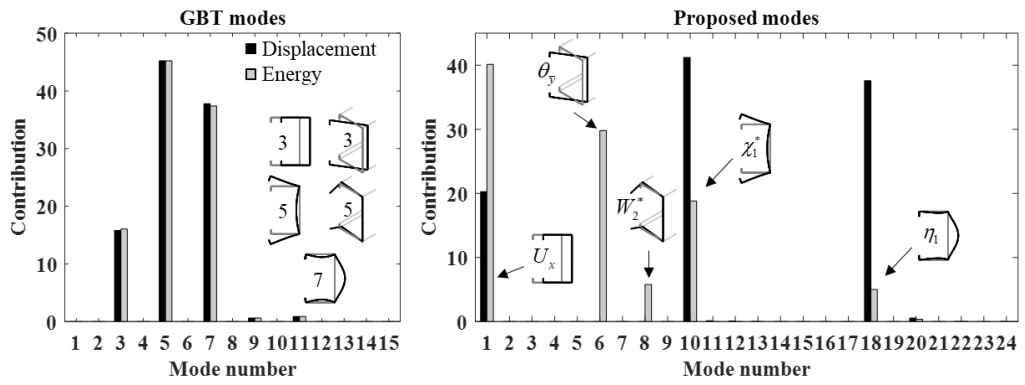 GBT modes
Displacement
Energy
Contribution
50
40
30
20
10
0
3
3
5
5
7
1 2 3 4 5 6 7 8 9 10 11 12 13 14 15
Mode number
Proposed modes
Contribution
40
30
20
10
0
θȳ
χ₁*
W₂*
Uₓ
η₁
1 2 3 4 5 6 7 8 9 10 11 12 13 14 15 16 17 18 19 20 21 22 23 24
Mode number